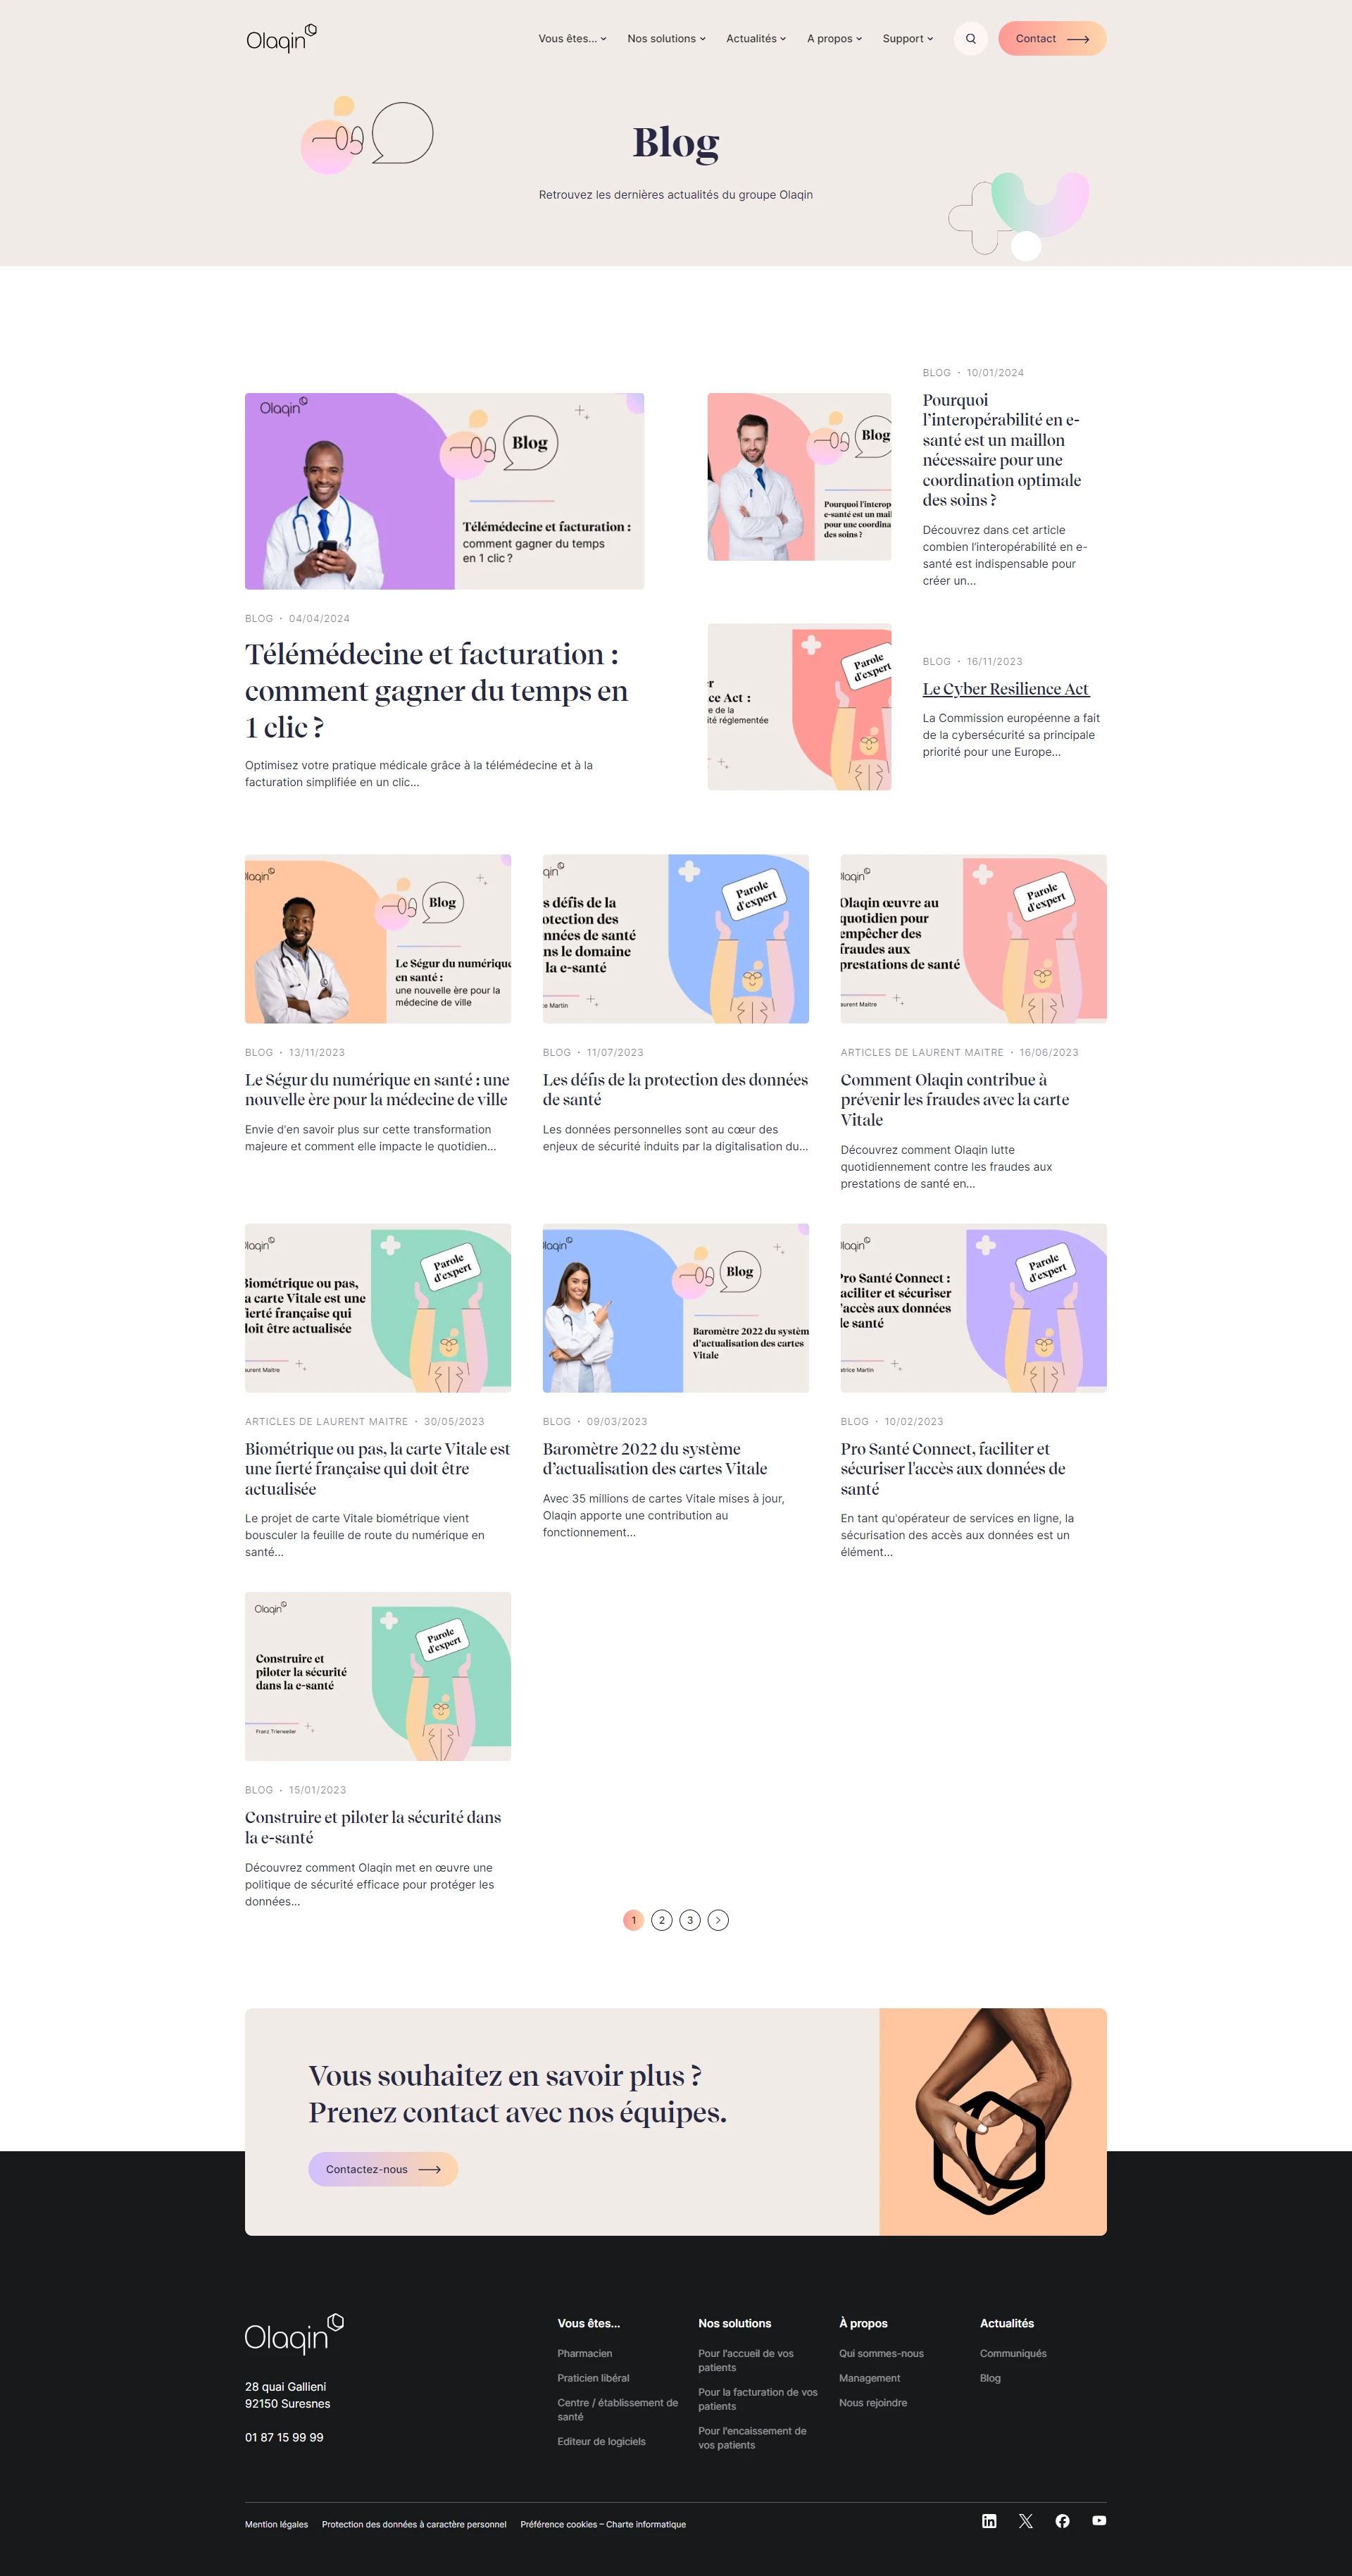 Olaqin
Vous êtes...
Nos solutions
Actualités
A propos
Support
Contact
Blog
Retrouvez les dernières actualités du groupe Olaqin
Olaqin
Blog
Télémédecine et facturation :
comment gagner du temps
en 1 clic ?
BLOG · 04/04/2024
Télémédecine et facturation :
comment gagner du temps en
1 clic ?
Optimisez votre pratique médicale grâce à la télémédecine et à la
facturation simplifiée en un clic...
Blog
Pourquoi l'interop
e-santé est un mail
pour une coordina
des soins ?
BLOG · 10/01/2024
Pourquoi
l'interopérabilité en e-
santé est un maillon
nécessaire pour une
coordination optimale
des soins ?
Découvrez dans cet article
combien l'interopérabilité en e-
santé est indispensable pour
créer un...
Parole
d'expert
r
ce Act :
e de la
ité réglementée
BLOG · 16/11/2023
Le Cyber Resilience Act
La Commission européenne a fait
de la cybersécurité sa principale
priorité pour une Europe...
laqin
Blog
Le Ségur du numérique
en santé :
une nouvelle ère pour la
médecine de ville
BLOG · 13/11/2023
Le Ségur du numérique en santé : une
nouvelle ère pour la médecine de ville
Envie d'en savoir plus sur cette transformation
majeure et comment elle impacte le quotidien...
qin
Parole
d'expert
s défis de la
otection des
nnées de santé
ns le domaine
la e-santé
ce Martin
BLOG · 11/07/2023
Les défis de la protection des données
de santé
Les données personnelles sont au cœur des
enjeux de sécurité induits par la digitalisation du...
laqin
Parole
d'expert
Olaqin œuvre au
quotidien pour
empêcher des
fraudes aux
prestations de santé
aurent Maitre
ARTICLES DE LAURENT MAITRE · 16/06/2023
Comment Olaqin contribue à
prévenir les fraudes avec la carte
Vitale
Découvrez comment Olaqin lutte
quotidiennement contre les fraudes aux
prestations de santé en...
laqin
Parole
d'expert
Biométrique ou pas,
a carte Vitale est une
fierté française qui
doit être actualisée
aurent Maitre
ARTICLES DE LAURENT MAITRE · 30/05/2023
Biométrique ou pas, la carte Vitale est
une fierté française qui doit être
actualisée
Le projet de carte Vitale biométrique vient
bousculer la feuille de route du numérique en
santé...
laqin
Blog
Baromètre 2022 du systèm
d'actualisation des cartes
Vitale
BLOG · 09/03/2023
Baromètre 2022 du système
d'actualisation des cartes Vitale
Avec 35 millions de cartes Vitale mises à jour,
Olaqin apporte une contribution au
fonctionnement...
laqin
Parole
d'expert
Pro Santé Connect :
faciliter et sécuriser
l'accès aux données
de santé
atrice Martin
BLOG · 10/02/2023
Pro Santé Connect, faciliter et
sécuriser l'accès aux données de
santé
En tant qu'opérateur de services en ligne, la
sécurisation des accès aux données est un
élément...
Olaqin
Parole
d'expert
Construire et
piloter la sécurité
dans la e-santé
Franz Trierweiler
BLOG · 15/01/2023
Construire et piloter la sécurité dans
la e-santé
Découvrez comment Olaqin met en œuvre une
politique de sécurité efficace pour protéger les
données...
1 2 3
Vous souhaitez en savoir plus ?
Prenez contact avec nos équipes.
Contactez-nous
Olaqin
28 quai Gallieni
92150 Suresnes
01 87 15 99 99
Vous êtes...
Pharmacien
Praticien libéral
Centre / établissement de
santé
Editeur de logiciels
Nos solutions
Pour l'accueil de vos
patients
Pour la facturation de vos
patients
Pour l'encaissement de
vos patients
À propos
Qui sommes-nous
Management
Nous rejoindre
Actualités
Communiqués
Blog
Mention légales
Protection des données à caractère personnel
Préférence cookies – Charte informatique